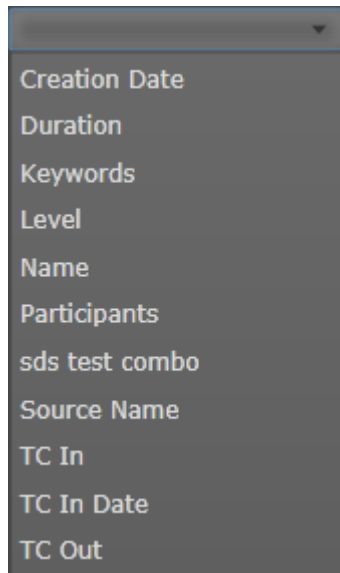 Creation Date
Duration
Keywords
Level
Name
Participants
sds test combo
Source Name
TC In
TC In Date
TC Out